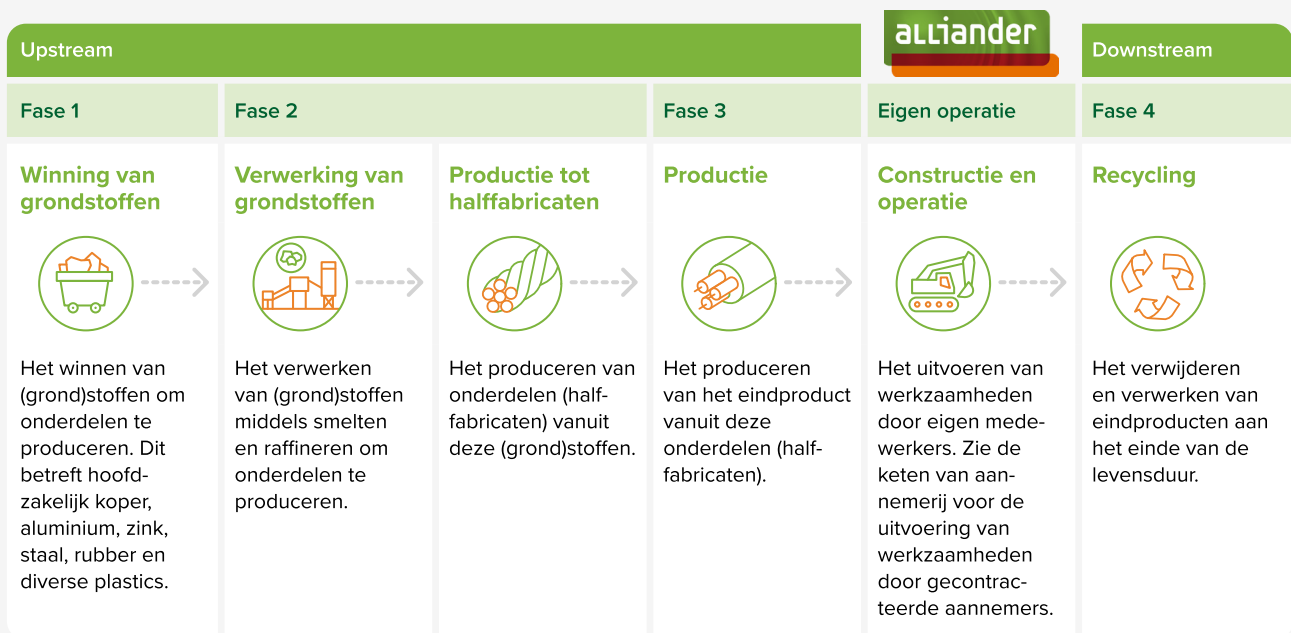 Upstream
alliander
Downstream
Fase 1
Fase 2
Fase 3
Eigen operatie
Fase 4
Winning van
grondstoffen
Het winnen van
(grond)stoffen om
onderdelen te
produceren. Dit
betreft hoofd-
zakelijk koper,
aluminium, zink,
staal, rubber en
diverse plastics.
Verwerking van
grondstoffen
Het verwerken
van (grond)stoffen
middels smelten
en raffineren om
onderdelen te
produceren.
Productie tot
halffabricaten
Het produceren van
onderdelen (half-
fabricaten) vanuit
deze (grond)stoffen.
Productie
Het produceren
van het eindproduct
vanuit deze
onderdelen (half-
fabricaten).
Constructie en
operatie
Het uitvoeren van
werkzaamheden
door eigen mede-
werkers. Zie de
keten van aan-
nemerij voor de
uitvoering van
werkzaamheden
door gecontrac-
teerde aannemers.
Recycling
Het verwijderen
en verwerken van
eindproducten aan
het einde van de
levensduur.